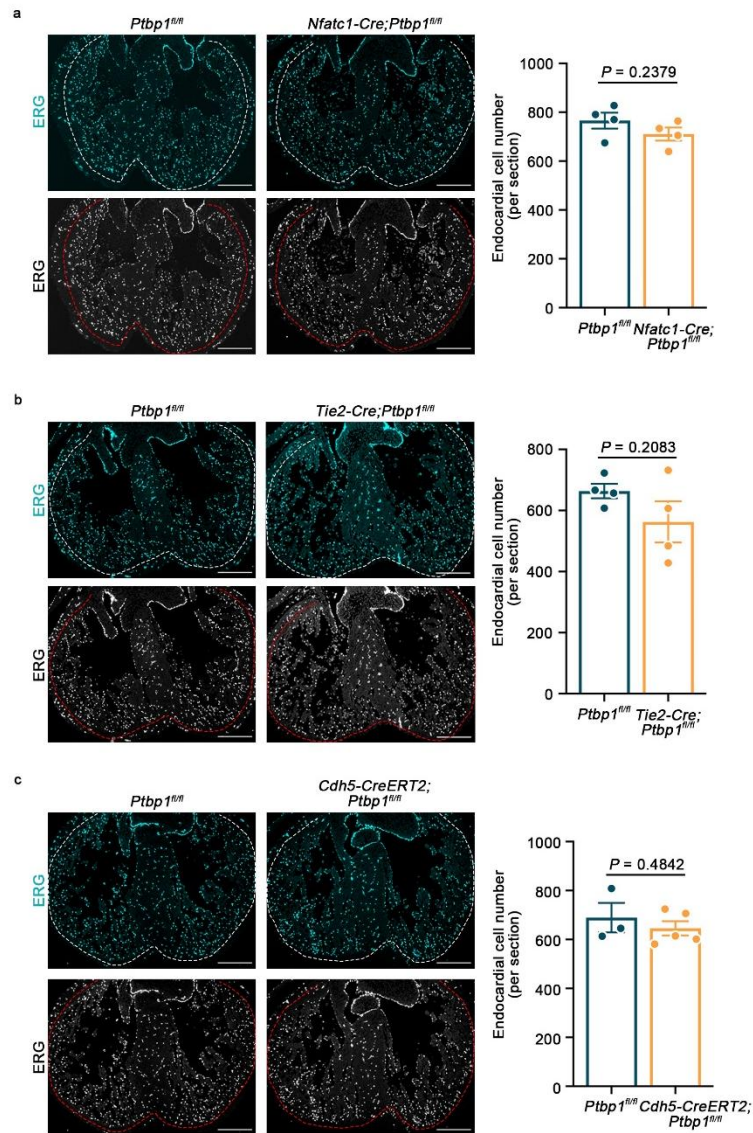 a
Ptbp1fl/fl
Nfatc1-Cre;Ptbp1fl/fl
ERG
ERG
1000
800
600
400
200
0
Endocardial cell number
(per section)
P = 0.2379
Ptbp1fl/fl
Nfatc1-Cre;
Ptbp1fl/fl
b
Ptbp1fl/fl
Tie2-Cre;Ptbp1fl/fl
ERG
ERG
800
600
400
200
0
Endocardial cell number
(per section)
P = 0.2083
Ptbp1fl/fl
Tie2-Cre;
Ptbp1fl/fl
c
Ptbp1fl/fl
Cdh5-CreERT2;
Ptbp1fl/fl
ERG
ERG
1000
800
600
400
200
0
Endocardial cell number
(per section)
P = 0.4842
Ptbp1fl/fl
Cdh5-CreERT2;
Ptbp1fl/fl